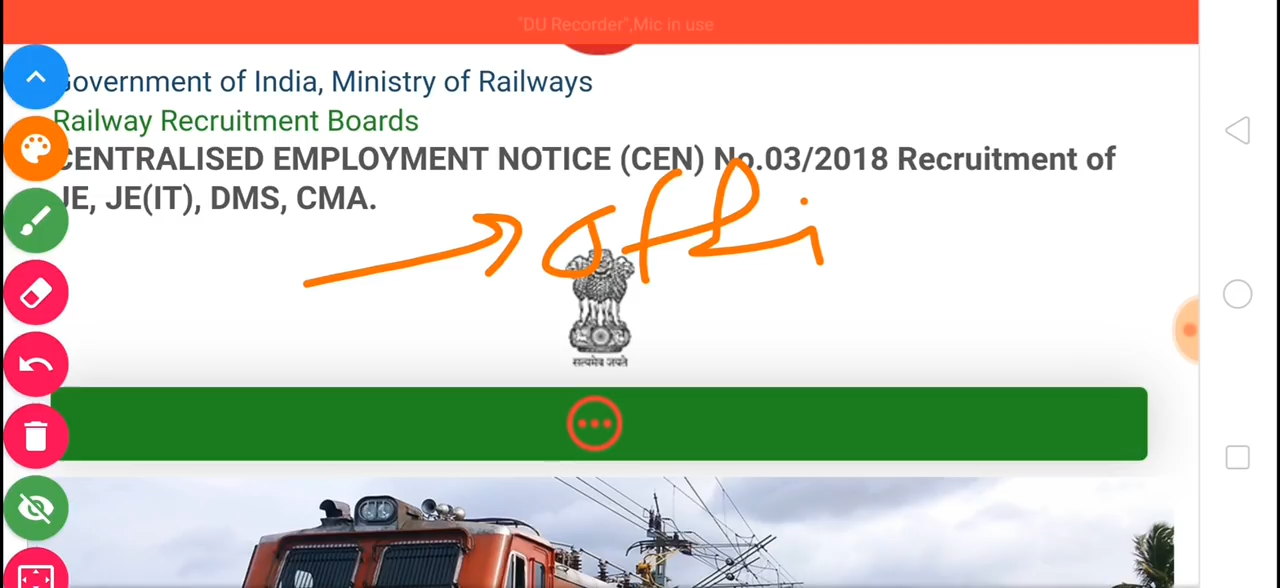 "DU Recorder",Mic in use
Government of India, Ministry of Railways
Railway Recruitment Boards
CENTRALISED EMPLOYMENT NOTICE (CEN) No.03/2018 Recruitment of
JE, JE(IT), DMS, CMA.
offi
सत्यमेव जयते